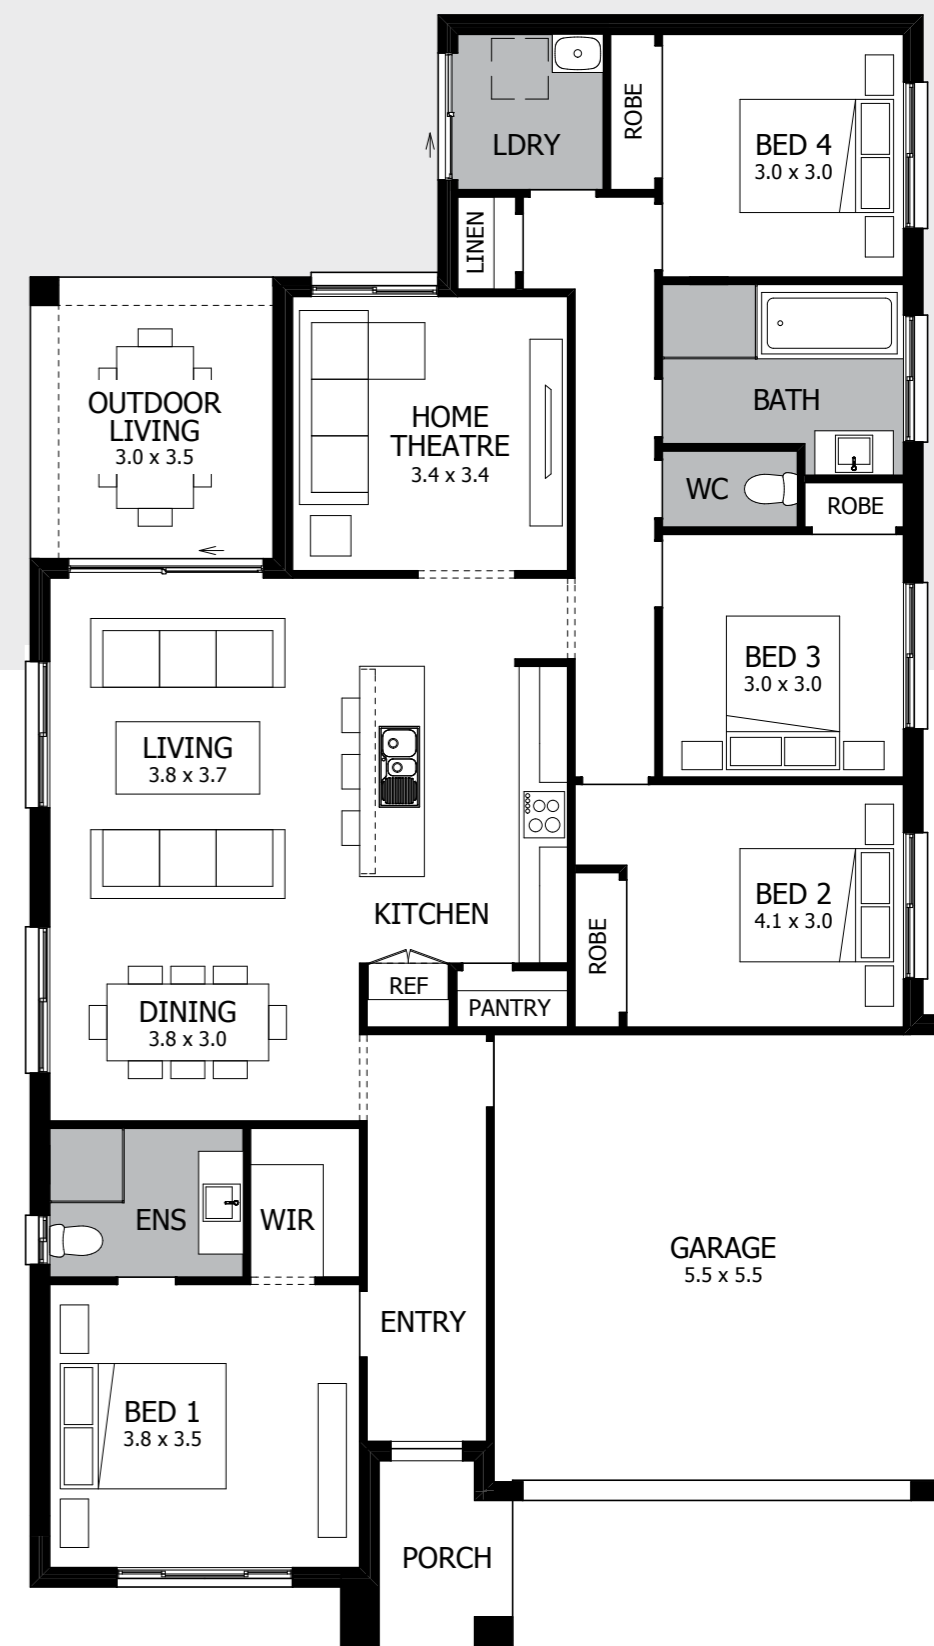 LDRY
ROBE
BED 4
3.0 x 3.0
LINEN
OUTDOOR
LIVING
3.0 x 3.5
HOME
THEATRE
3.4 x 3.4
BATH
WC
ROBE
BED 3
3.0 x 3.0
LIVING
3.8 x 3.7
KITCHEN
BED 2
4.1 x 3.0
ROBE
REF
PANTRY
DINING
3.8 x 3.0
ENS
WIR
GARAGE
5.5 x 5.5
ENTRY
BED 1
3.8 x 3.5
PORCH